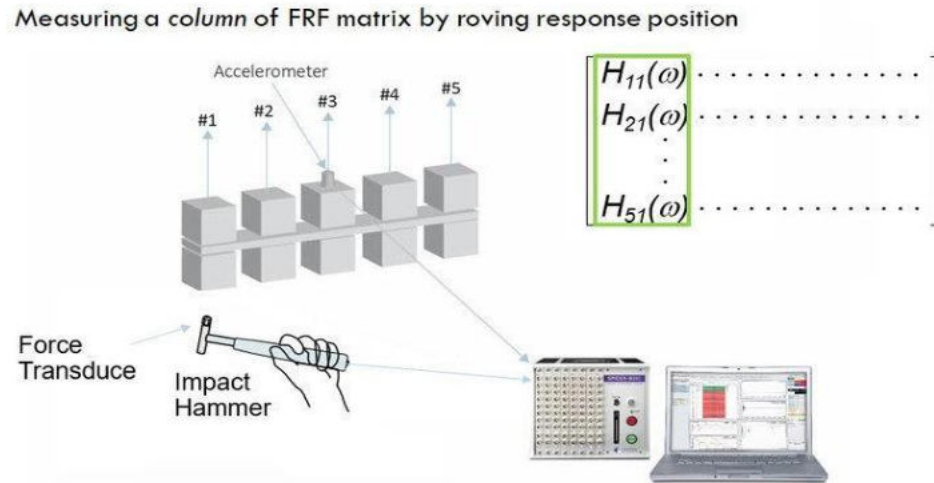 Measuring a column of FRF matrix by roving response position
Accelerometer
#1
#2
#3
#4
#5
H11(ω) . . . . . . . . . . . . . .
H21(ω) . . . . . . . . . . . . . .
.
.
.
H51(ω) . . . . . . . . . . . . . .
Force
Transduce
Impact
Hammer